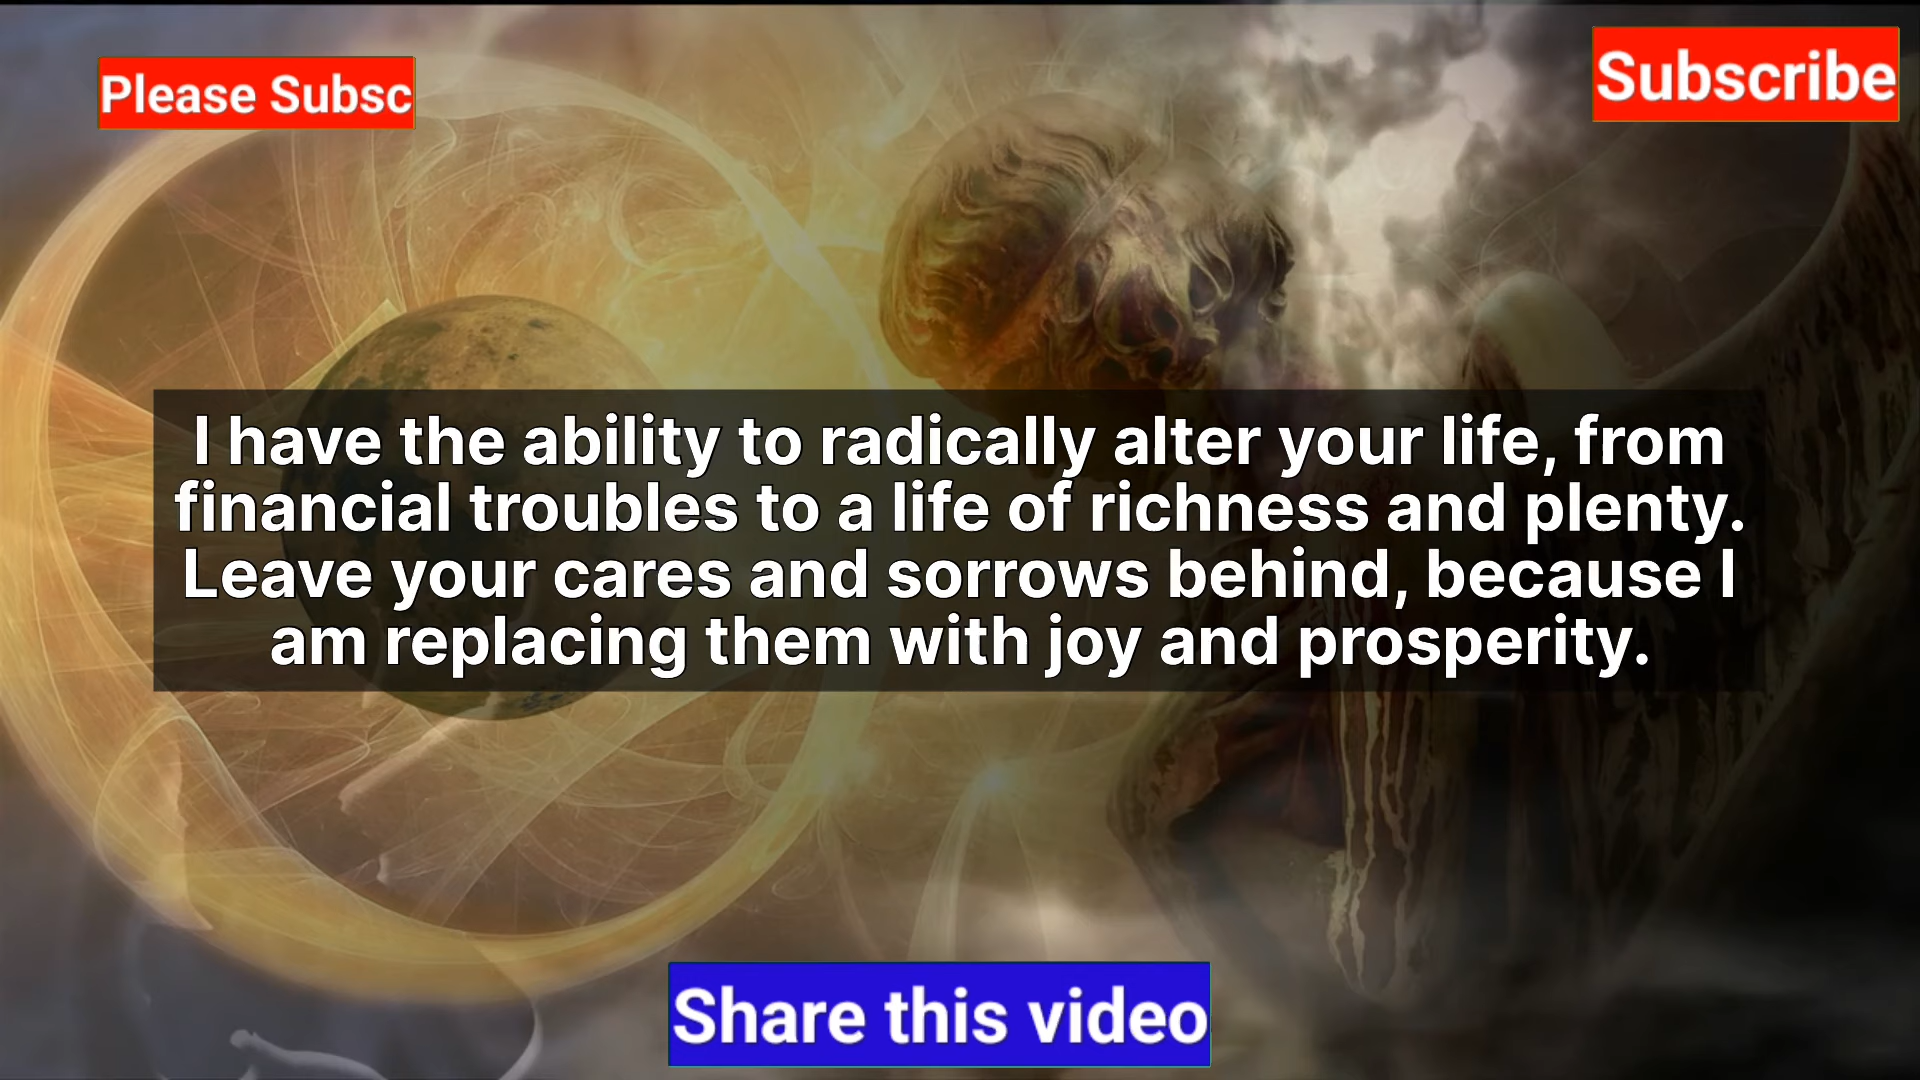 Please Subsc
Subscribe
I have the ability to radically alter your life, from
financial troubles to a life of richness and plenty.
Leave your cares and sorrows behind, because I
am replacing them with joy and prosperity.
Share this video